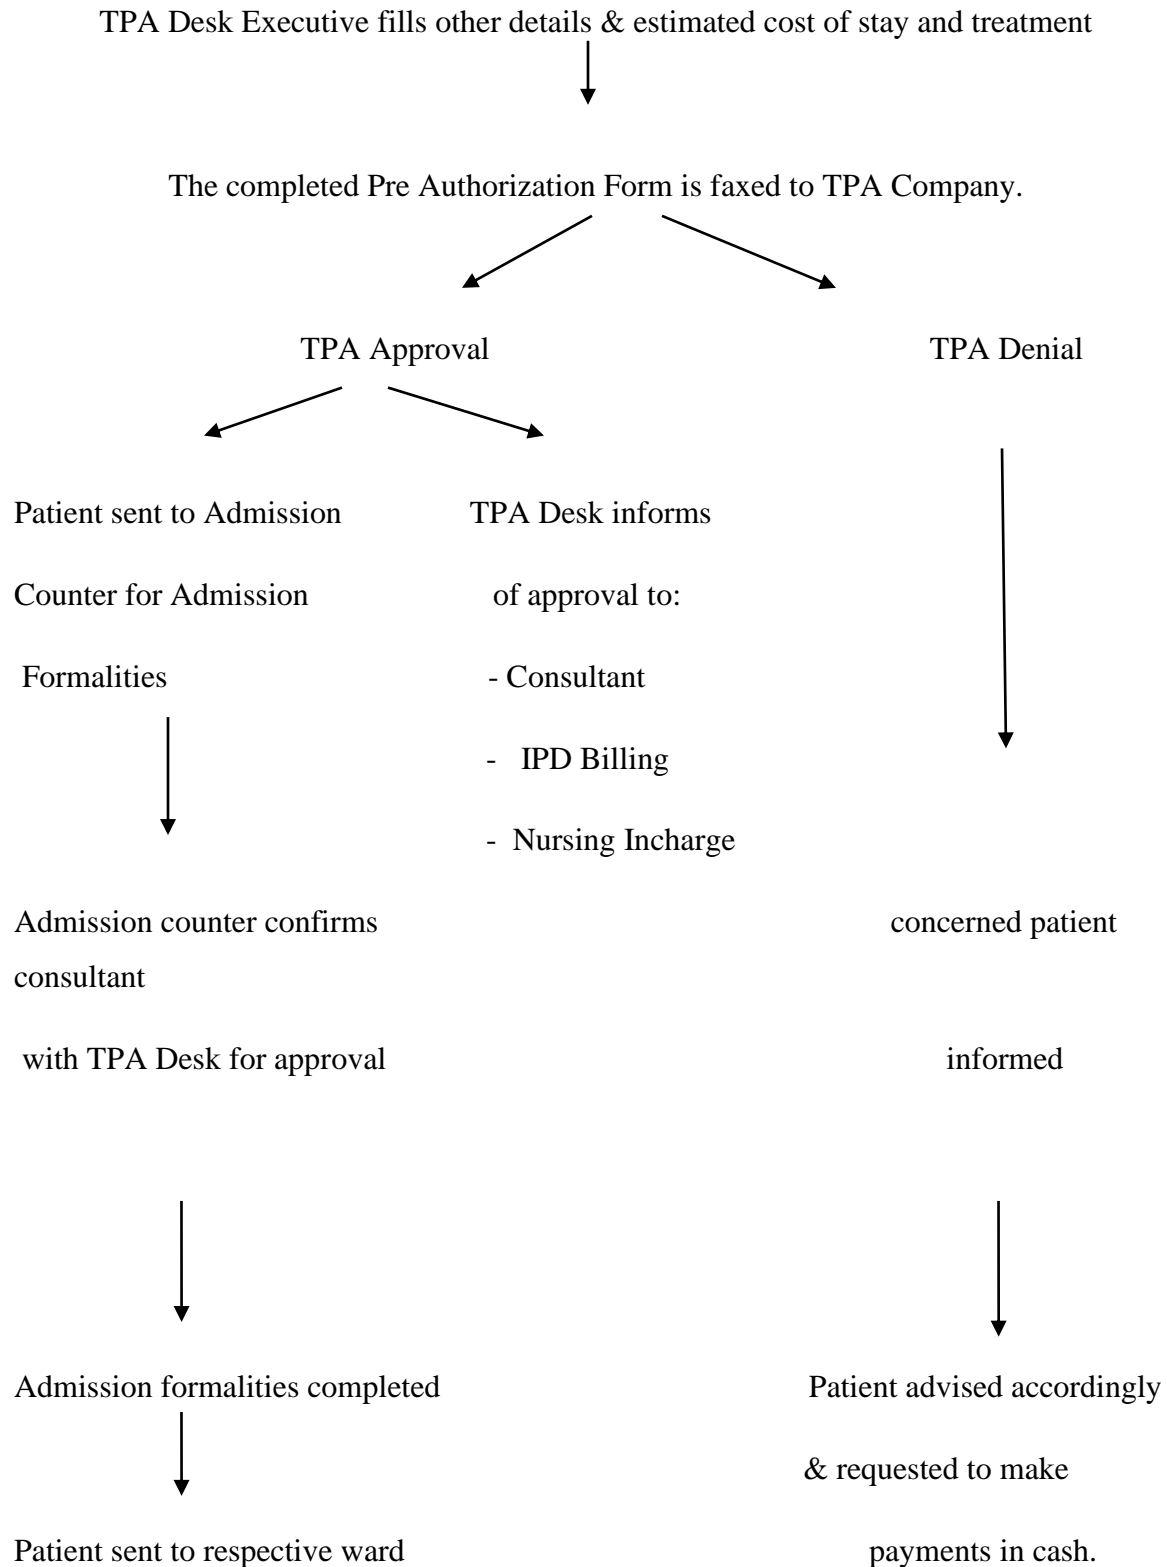 TPA Desk Executive fills other details & estimated cost of stay and treatment
The completed Pre Authorization Form is faxed to TPA Company.
TPA Approval
TPA Denial
Patient sent to Admission
Counter for Admission
Formalities
TPA Desk informs
of approval to:
- Consultant
- IPD Billing
- Nursing Incharge
Admission counter confirms
consultant
with TPA Desk for approval
concerned patient
informed
Admission formalities completed
Patient sent to respective ward
Patient advised accordingly
& requested to make
payments in cash.